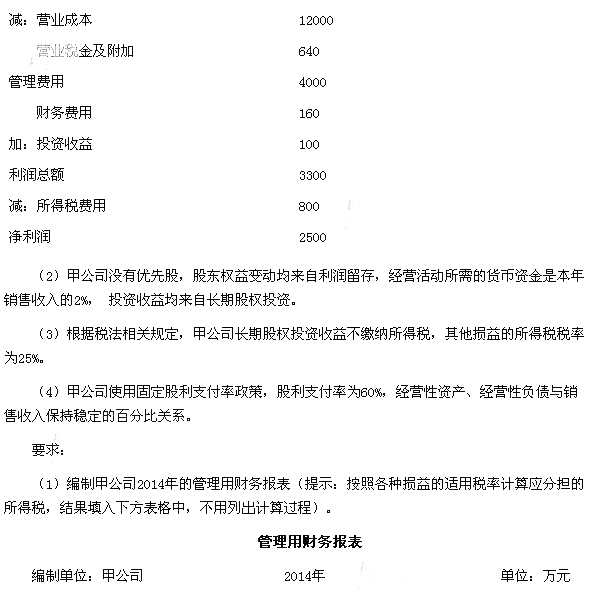 减：营业成本 12000
营业税金及附加 640
管理费用 4000
财务费用 160
加：投资收益 100
利润总额 3300
减：所得税费用 800
净利润 2500
（2）甲公司没有优先股，股东权益变动均来自利润留存，经营活动所需的货币资金是本年
销售收入的2%， 投资收益均来自长期股权投资。
（3）根据税法相关规定，甲公司长期股权投资收益不缴纳所得税，其他损益的所得税税率
为25%。
（4）甲公司使用固定股利支付率政策，股利支付率为60%，经营性资产、经营性负债与销
售收入保持稳定的百分比关系。
要求：
（1）编制甲公司2014年的管理用财务报表（提示：按照各种损益的适用税率计算应分担的
所得税，结果填入下方表格中，不用列出计算过程）。
管理用财务报表
编制单位：甲公司 2014年 单位：万元